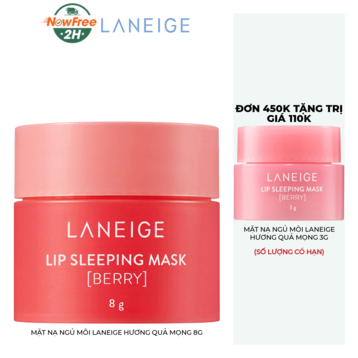 NowFree
2H
LANEIGE
LANEIGE
LIP SLEEPING MASK
[BERRY]
8 g
MẶT NẠ NGỦ MÔI LANEIGE HƯƠNG QUẢ MỌNG 8G
ĐƠN 450K TẶNG TRỊ
GIÁ 110K
LANEIGE
LIP SLEEPING MASK
[BERRY]
3 g
MẶT NẠ NGỦ MÔI LANEIGE
HƯƠNG QUẢ MỌNG 3G
(SỐ LƯỢNG CÓ HẠN)